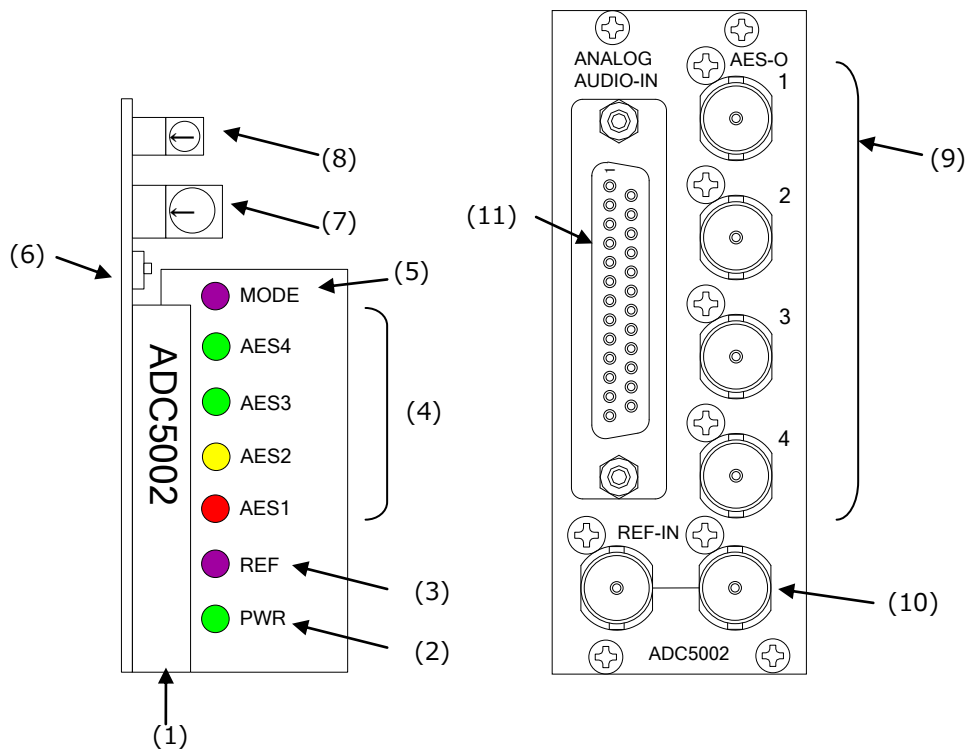 (8)
(7)
(6)
(5)
MODE
AES4
AES3
(4)
AES2
AES1
REF
(3)
PWR
(2)
ADC5002
(1)
ANALOG
AUDIO-IN
AES-O
1
1
2
3
4
(9)
(11)
REF-IN
(10)
ADC5002